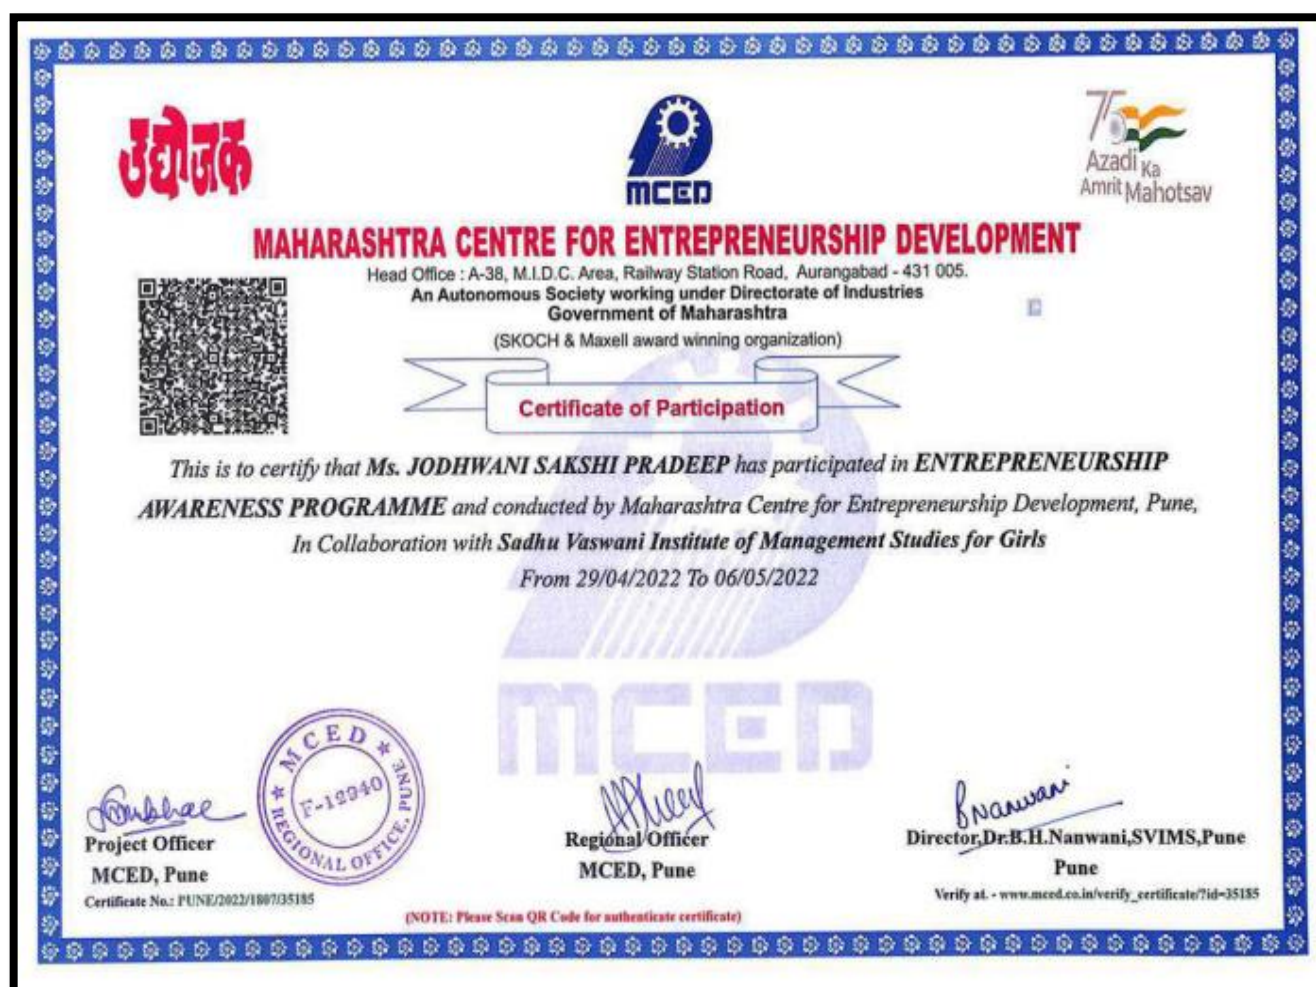 उद्योजक
MCED
75
Azadi Ka
Amrit Mahotsav
MAHARASHTRA CENTRE FOR ENTREPRENEURSHIP DEVELOPMENT
Head Office : A-38, M.I.D.C. Area, Railway Station Road, Aurangabad - 431 005.
An Autonomous Society working under Directorate of Industries
Government of Maharashtra
(SKOCH & Maxell award winning organization)
Certificate of Participation
This is to certify that Ms. JODHWANI SAKSHI PRADEEP has participated in ENTREPRENEURSHIP
AWARENESS PROGRAMME and conducted by Maharashtra Centre for Entrepreneurship Development, Pune,
In Collaboration with Sadhu Vaswani Institute of Management Studies for Girls
From 29/04/2022 To 06/05/2022
MCED
MCED
REGIONAL OFFICE, PUNE
F-12940
Bnanwani
Project Officer
MCED, Pune
Regional Officer
MCED, Pune
Director,Dr.B.H.Nanwani,SVIMS,Pune
Pune
Certificate No.: PUNE/2022/1807/35185
Verify at. - www.mced.co.in/verify_certificate/?id=35185
(NOTE: Please Scan QR Code for authenticate certificate)